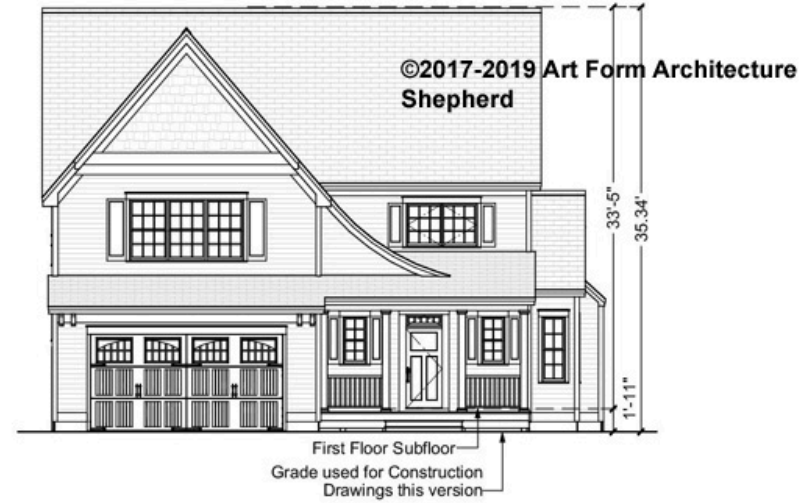 ©2017-2019 Art Form Architecture
Shepherd
33'-5"
35.34'
1'-11"
First Floor Subfloor
Grade used for Construction
Drawings this version